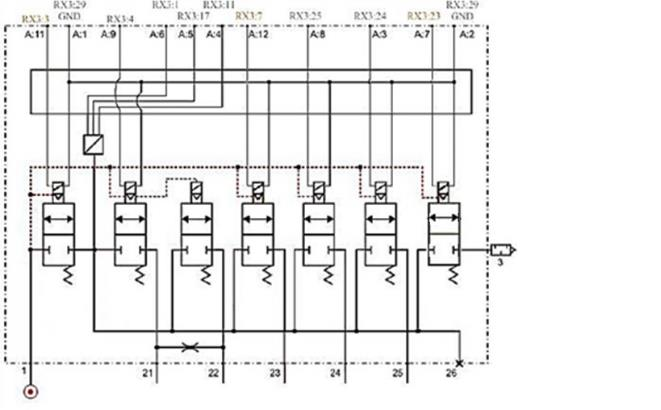 RX3:29 RX3:1 RX3:11 RX3:29
RX3:3 GND RX3:4 RX3:17 RX3:7 RX3:25 RX3:24 RX3:23 GND
A:11 A:1 A:9 A:6 A:5 A:4 A:12 A:8 A:3 A:7 A:2
3
1 21 22 23 24 25 26